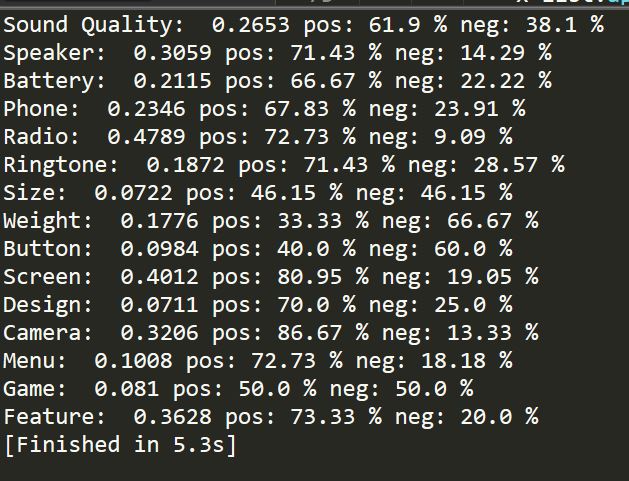 Sound Quality:  0.2653 pos: 61.9 % neg: 38.1 %
Speaker:  0.3059 pos: 71.43 % neg: 14.29 %
Battery:  0.2115 pos: 66.67 % neg: 22.22 %
Phone:  0.2346 pos: 67.83 % neg: 23.91 %
Radio:  0.4789 pos: 72.73 % neg: 9.09 %
Ringtone:  0.1872 pos: 71.43 % neg: 28.57 %
Size:  0.0722 pos: 46.15 % neg: 46.15 %
Weight:  0.1776 pos: 33.33 % neg: 66.67 %
Button:  0.0984 pos: 40.0 % neg: 60.0 %
Screen:  0.4012 pos: 80.95 % neg: 19.05 %
Design:  0.0711 pos: 70.0 % neg: 25.0 %
Camera:  0.3206 pos: 86.67 % neg: 13.33 %
Menu:  0.1008 pos: 72.73 % neg: 18.18 %
Game:  0.081 pos: 50.0 % neg: 50.0 %
Feature:  0.3628 pos: 73.33 % neg: 20.0 %
[Finished in 5.3s]